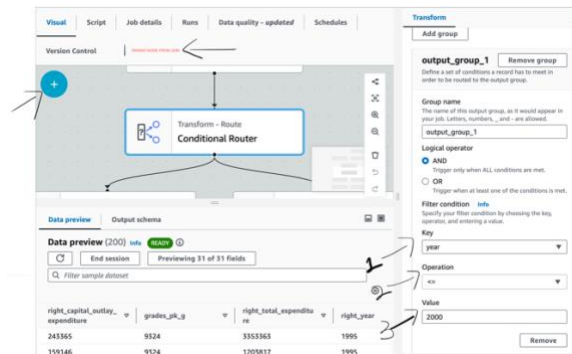 Visual Script Job details Runs Data quality - updated Schedules
Version Control
Transform - Route
Conditional Router
Data preview Output schema
Data preview (200) Info READY
End session Previewing 31 of 31 fields
Filter sample dataset
right_capital_outlay_expenditure grades_pk_g right_total_expenditure right_year
243365 9324 3353363 1995
159146 9324 1203837 1995
Transform
Add group
output_group_1 Remove group
Define a set of conditions a record has to meet in
order to be routed to the output group.
Group name
The name of this output group, as it would appear in
your job. Letters, numbers, _ and - are allowed.
output_group_1
Logical operator
AND
Trigger only when ALL conditions are met.
OR
Trigger when at least one of the conditions is met.
Filter condition Info
Specify your filter condition by choosing the key,
operator, and entering a value.
1
Key
year
2
Operation
<=
3
Value
2000
Remove